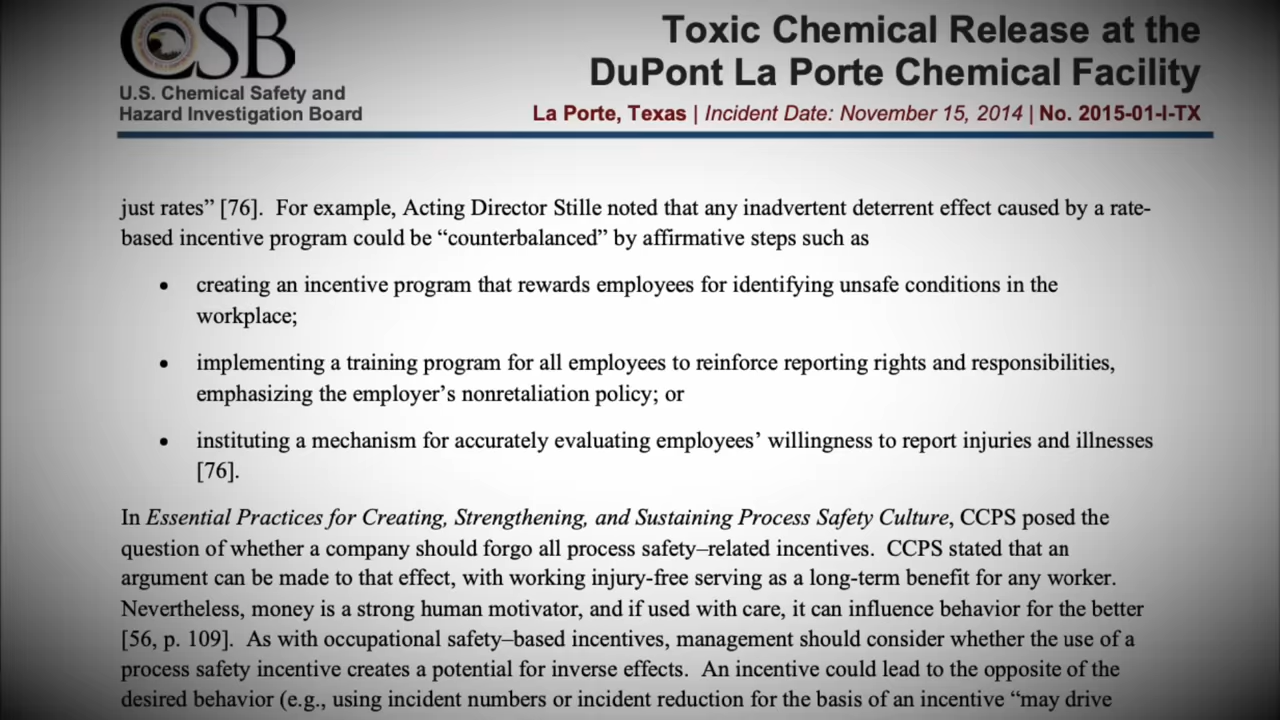 CSB
U.S. Chemical Safety and
Hazard Investigation Board
Toxic Chemical Release at the
DuPont La Porte Chemical Facility
La Porte, Texas | Incident Date: November 15, 2014 | No. 2015-01-I-TX
just rates” [76].  For example, Acting Director Stille noted that any inadvertent deterrent effect caused by a rate-
based incentive program could be “counterbalanced” by affirmative steps such as
• creating an incentive program that rewards employees for identifying unsafe conditions in the
workplace;
• implementing a training program for all employees to reinforce reporting rights and responsibilities,
emphasizing the employer’s nonretaliation policy; or
• instituting a mechanism for accurately evaluating employees’ willingness to report injuries and illnesses
[76].
In Essential Practices for Creating, Strengthening, and Sustaining Process Safety Culture, CCPS posed the
question of whether a company should forgo all process safety–related incentives.  CCPS stated that an
argument can be made to that effect, with working injury-free serving as a long-term benefit for any worker.
Nevertheless, money is a strong human motivator, and if used with care, it can influence behavior for the better
[56, p. 109].  As with occupational safety–based incentives, management should consider whether the use of a
process safety incentive creates a potential for inverse effects.  An incentive could lead to the opposite of the
desired behavior (e.g., using incident numbers or incident reduction for the basis of an incentive “may drive